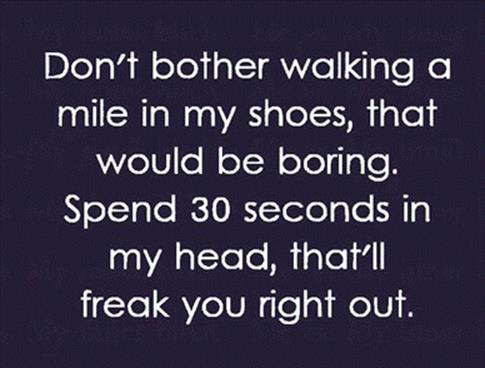 Don't bother walking a
mile in my shoes, that
would be boring.
Spend 30 seconds in
my head, that'll
freak you right out.